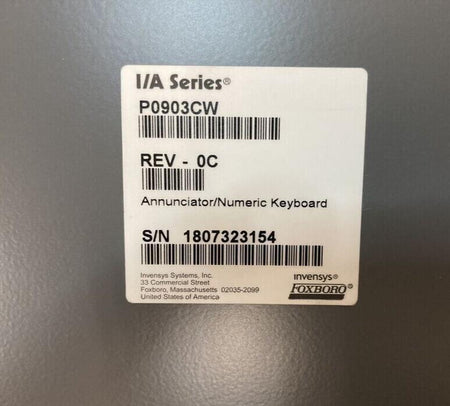 I/A Series®
P0903CW
REV - 0C
Annunciator/Numeric Keyboard
S/N 1807323154
Invensys Systems, Inc.
33 Commercial Street
Foxboro, Massachusetts 02035-2099
United States of America
invensys®
FOXBORO®